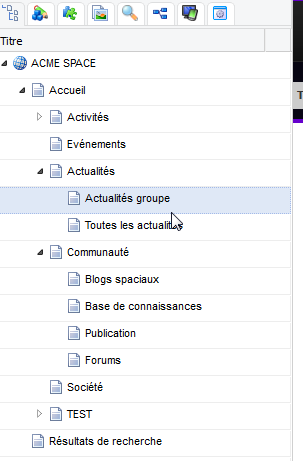 Titre
ACME SPACE
Accueil
Activités
Evénements
Actualités
Actualités groupe
Toutes les
Communauté
Blogs spaciaux
Base de connaissances
Publication
Forums
Société
TEST
Résultats de recherche